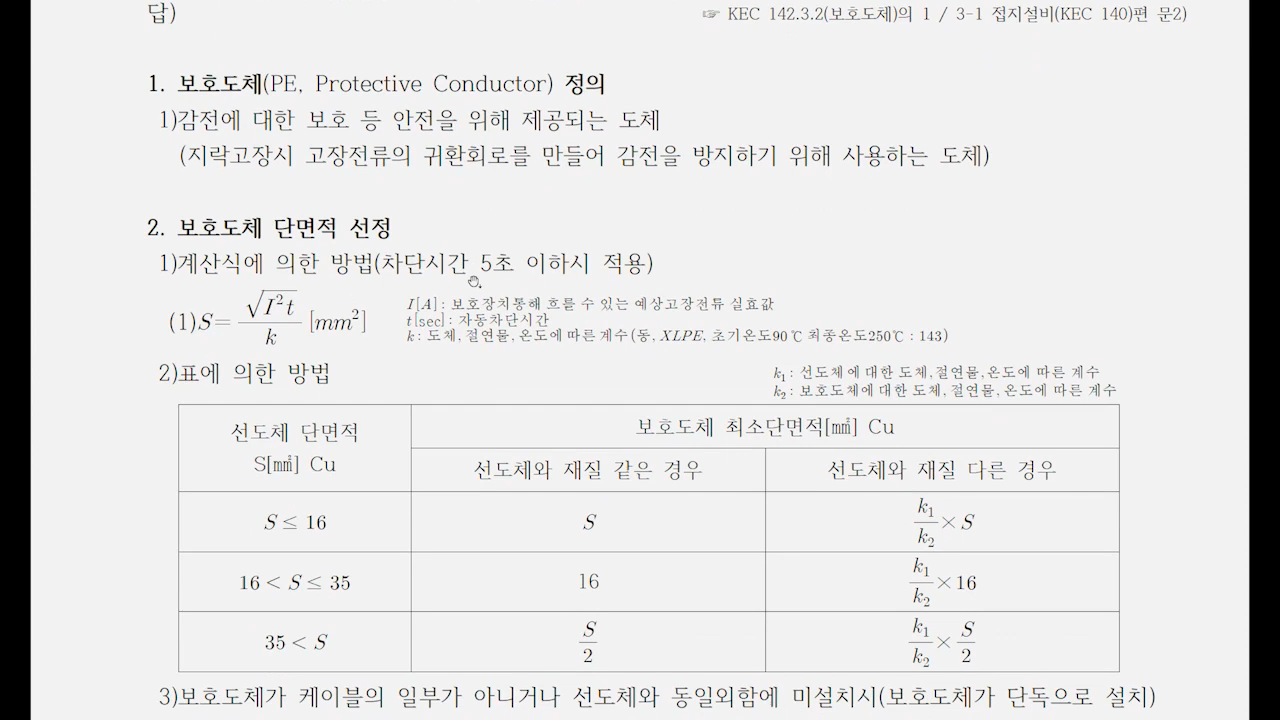 답)
☞ KEC 142.3.2(보호도체)의 1 / 3-1 접지설비(KEC 140)편 문2)
1. 보호도체(PE, Protective Conductor) 정의
1)감전에 대한 보호 등 안전을 위해 제공되는 도체
(지락고장시 고장전류의 귀환회로를 만들어 감전을 방지하기 위해 사용하는 도체)
2. 보호도체 단면적 선정
1)계산식에 의한 방법(차단시간 5초 이하시 적용)
(1)S= √(I²t) / k [mm²]
I[A] : 보호장치통해 흐를 수 있는 예상고장전류 실효값
t[sec] : 자동차단시간
k : 도체, 절연물, 온도에 따른 계수(동, XLPE, 초기온도90℃ 최종온도250℃ : 143)
2)표에 의한 방법
k₁ : 선도체에 대한 도체, 절연물, 온도에 따른 계수
k₂ : 보호도체에 대한 도체, 절연물, 온도에 따른 계수
선도체 단면적
S[㎟] Cu
보호도체 최소단면적[㎟] Cu
선도체와 재질 같은 경우
선도체와 재질 다른 경우
S ≤ 16
S
k₁/k₂ × S
16 < S ≤ 35
16
k₁/k₂ × 16
35 < S
S/2
k₁/k₂ × S/2
3)보호도체가 케이블의 일부가 아니거나 선도체와 동일외함에 미설치시(보호도체가 단독으로 설치)